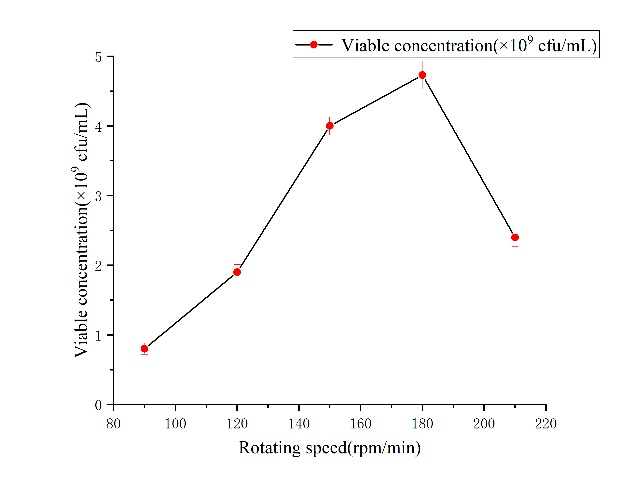 Viable concentration(×10⁹ cfu/mL)
5
4
3
2
1
0
Viable concentration(×10⁹ cfu/mL)
80 100 120 140 160 180 200 220
Rotating speed(rpm/min)